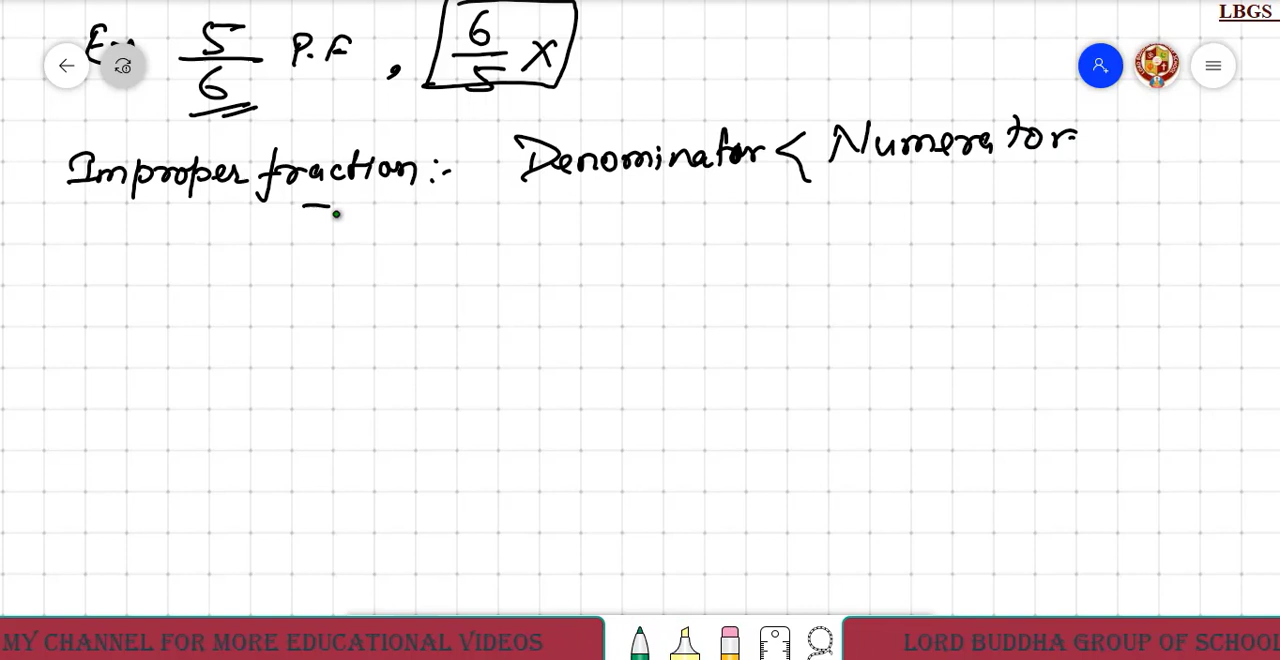 LBGS
Ex 5/6 P.F , 6/5 X
Improper fraction :- Denominator < Numerator
MY CHANNEL FOR MORE EDUCATIONAL VIDEOS
LORD BUDDHA GROUP OF SCHOOL